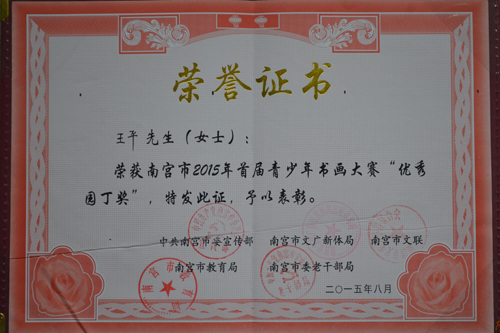 荣誉证书
王平 先生(女士):
荣获南宫市2015年首届青少年书画大赛“优秀
园丁奖”,特发此证,予以表彰。
中共南宫市委宣传部 南宫市文广新体局 南宫市文联
南宫市教育局 南宫市委老干部局
二〇一五年八月